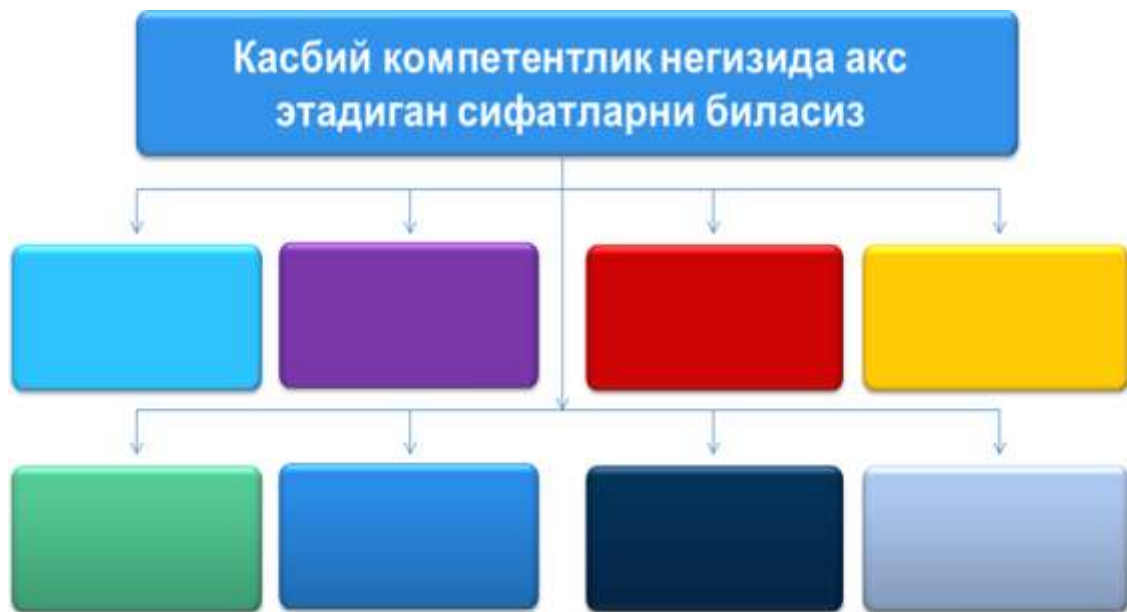 Касбий компетентлик негизида акс
этадиган сифатларни биласиз